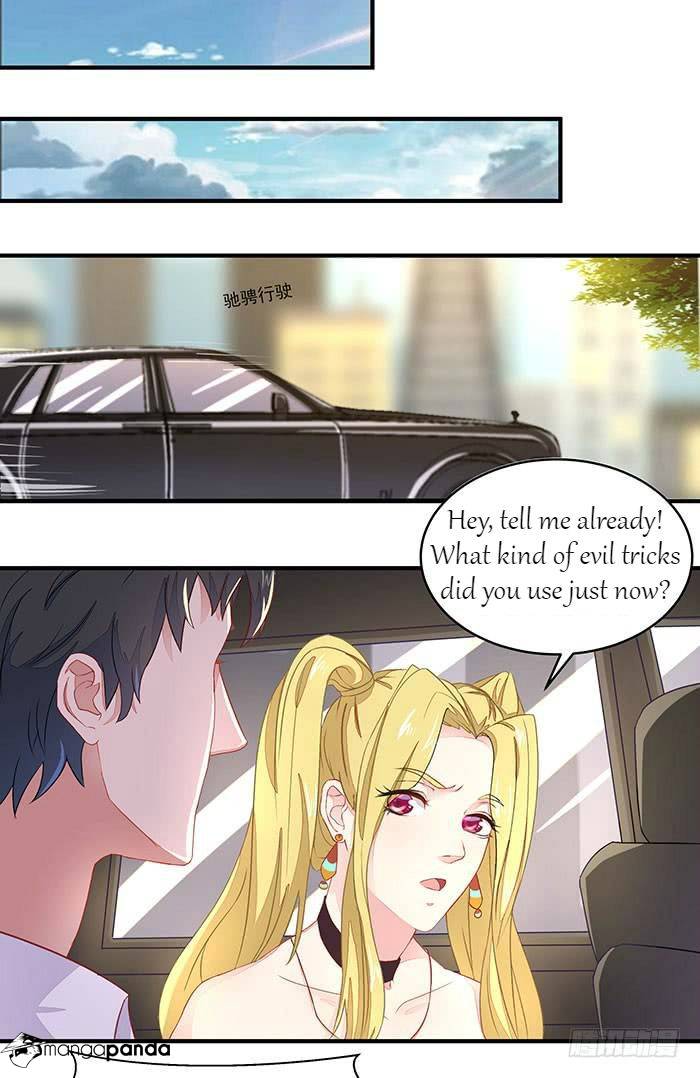 驰骋行驶
Hey, tell me already!
What kind of evil tricks
did you use just now?
mangapanda